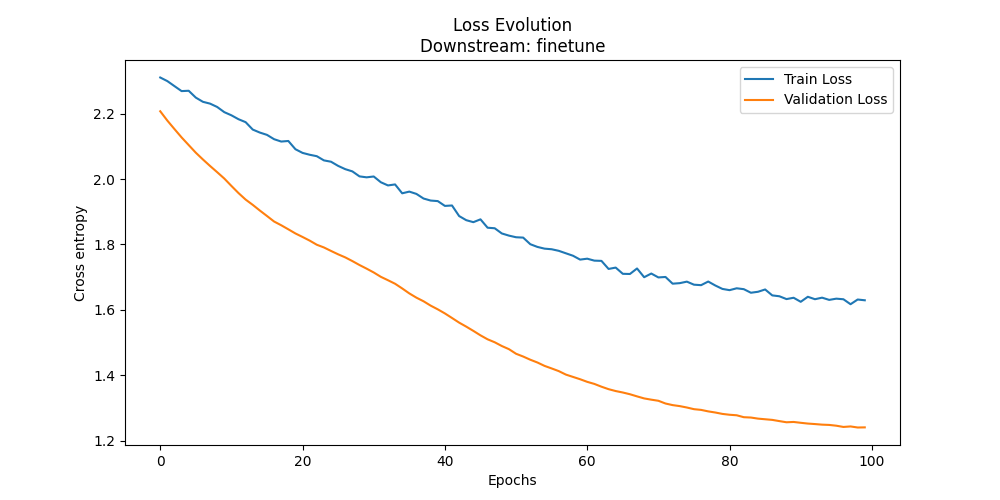 Loss Evolution
Downstream: finetune
Train Loss
Validation Loss
Cross entropy
2.2
2.0
1.8
1.6
1.4
1.2
0 20 40 60 80 100
Epochs